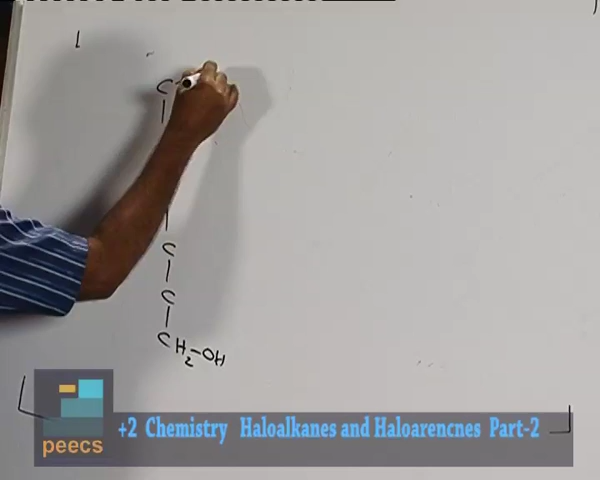 C
C
C
CH2-OH
peecs
+2 Chemistry Haloalkanes and Haloarencnes Part-2